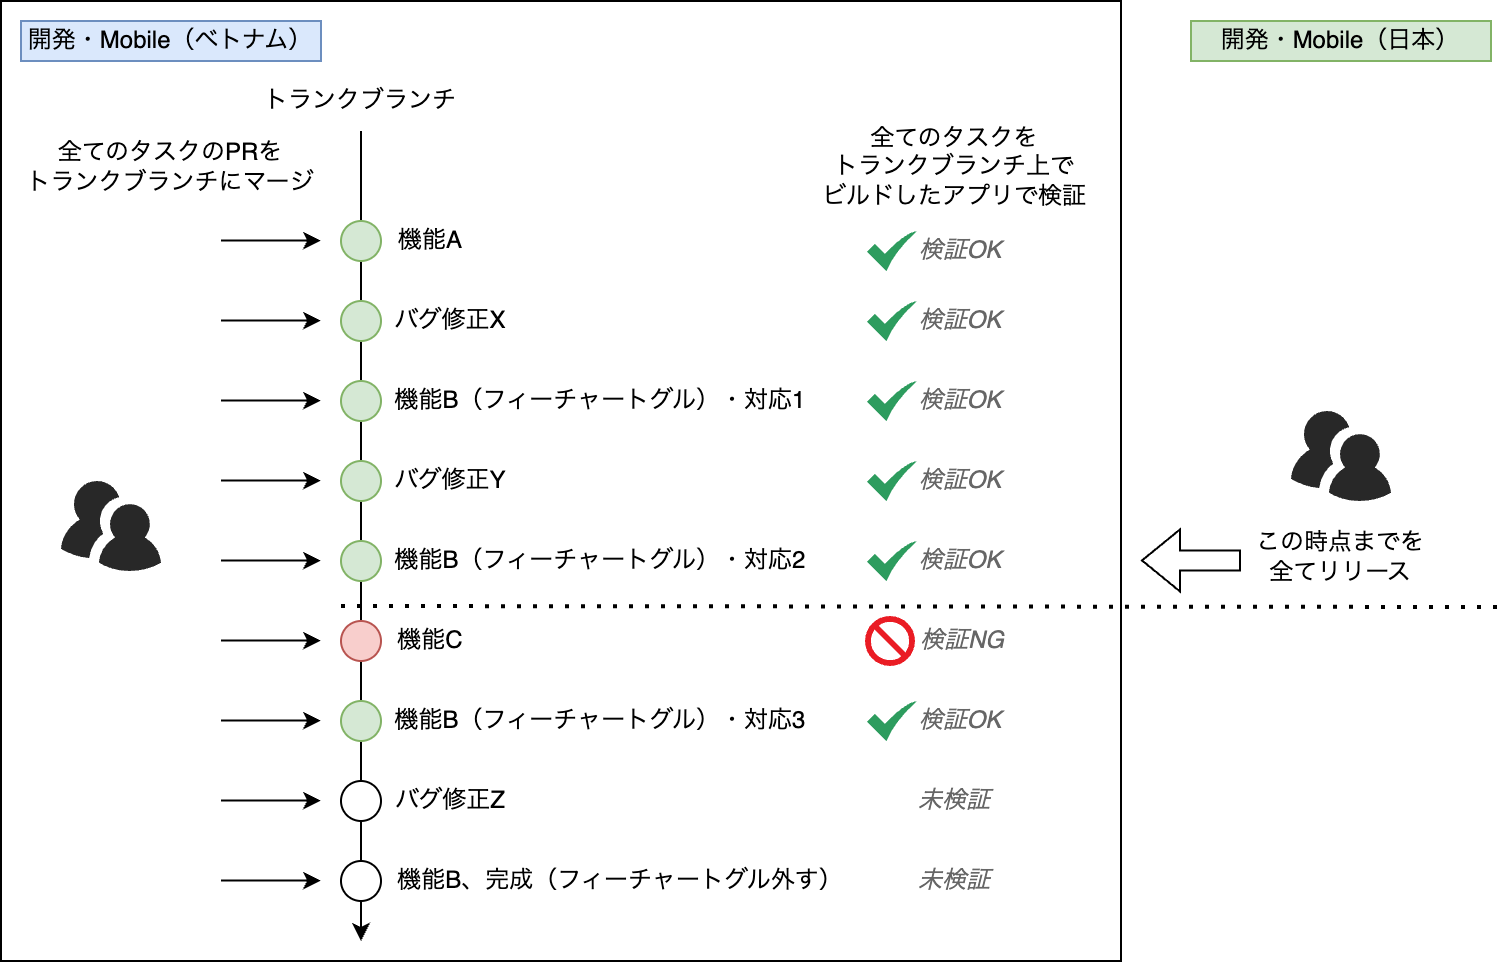 開発・Mobile（ベトナム）
開発・Mobile（日本）
トランクブランチ
全てのタスクのPRを
トランクブランチにマージ
全てのタスクを
トランクブランチ上で
ビルドしたアプリで検証
機能A
検証OK
バグ修正X
検証OK
機能B（フィーチャートグル）・対応1
検証OK
バグ修正Y
検証OK
機能B（フィーチャートグル）・対応2
検証OK
この時点までを
全てリリース
機能C
検証NG
機能B（フィーチャートグル）・対応3
検証OK
バグ修正Z
未検証
機能B、完成（フィーチャートグル外す）
未検証